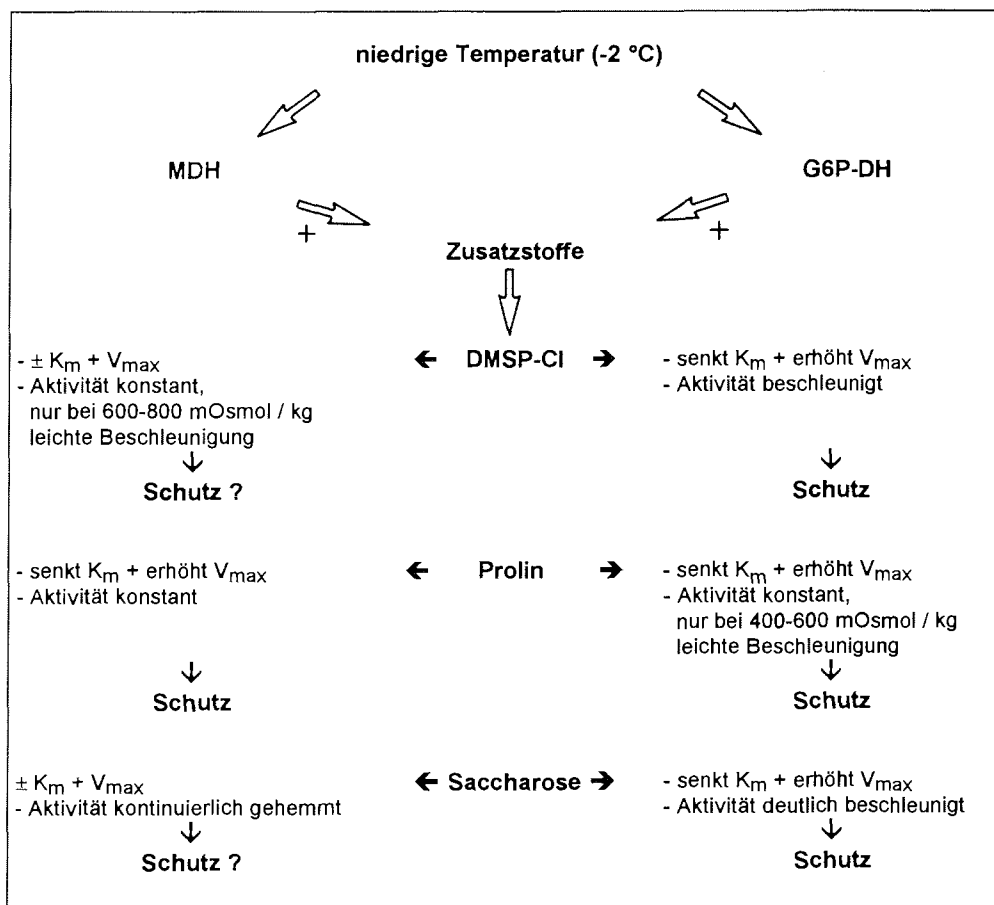 niedrige Temperatur (-2 °C)
MDH
G6P-DH
+
+
Zusatzstoffe
DMSP-Cl
- ± Km + Vmax
- Aktivität konstant,
nur bei 600-800 mOsmol / kg
leichte Beschleunigung
Schutz ?
- senkt Km + erhöht Vmax
- Aktivität beschleunigt
Schutz
Prolin
- senkt Km + erhöht Vmax
- Aktivität konstant
Schutz
- senkt Km + erhöht Vmax
- Aktivität konstant,
nur bei 400-600 mOsmol / kg
leichte Beschleunigung
Schutz
Saccharose
± Km + Vmax
- Aktivität kontinuierlich gehemmt
Schutz ?
- senkt Km + erhöht Vmax
- Aktivität deutlich beschleunigt
Schutz